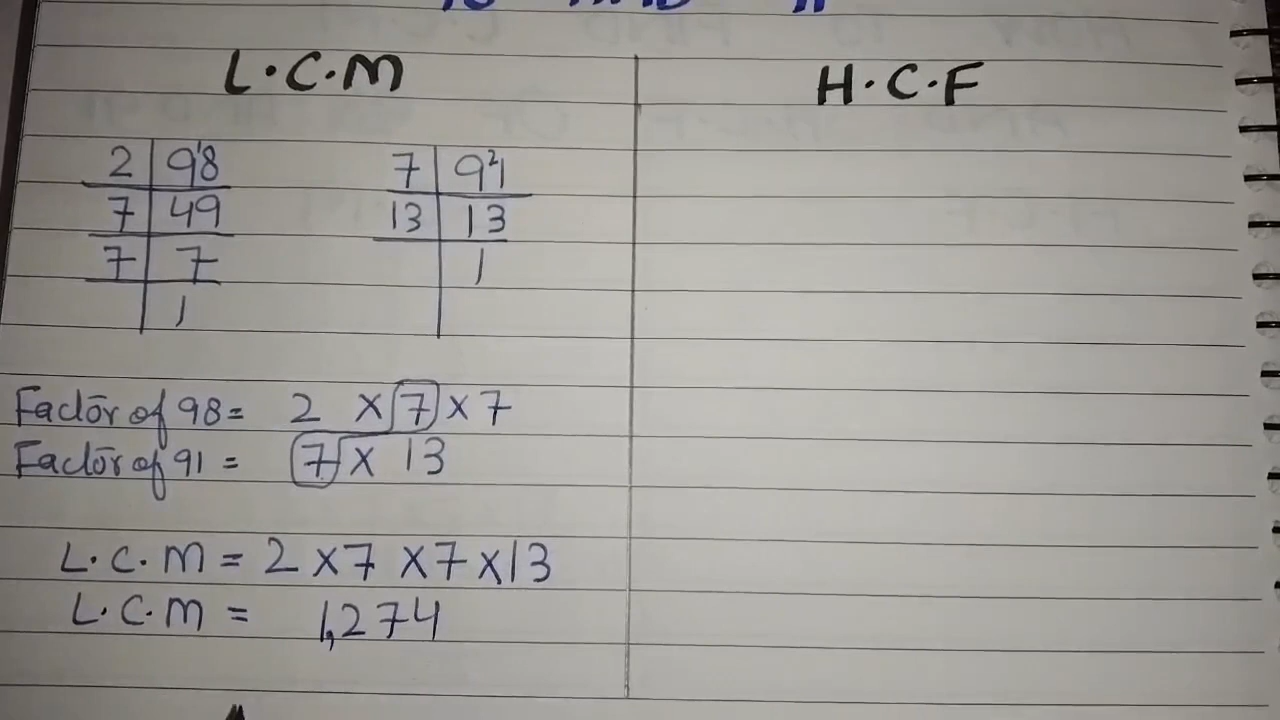 L.C.M
H.C.F
2 | 98
7 | 49
7 | 7
1
7 | 91
13 | 13
1
Factor of 98 = 2 × 7 × 7
Factor of 91 = 7 × 13
L.C.M = 2 × 7 × 7 × 13
L.C.M = 1,274